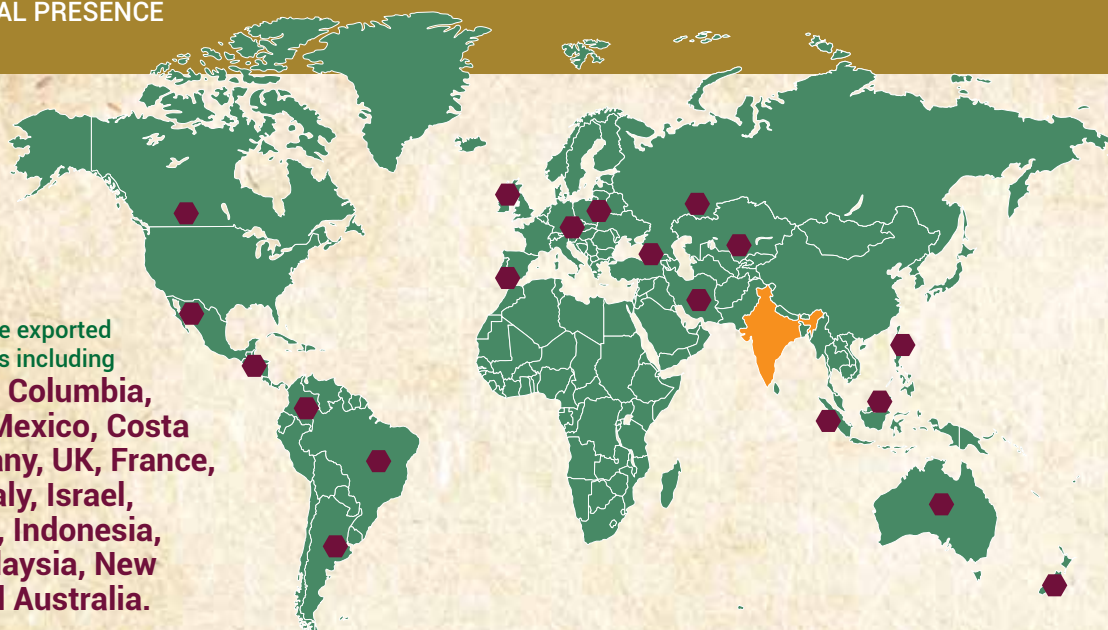 AL PRESENCE
e exported
s including
Columbia,
Mexico, Costa
any, UK, France,
aly, Israel,
, Indonesia,
laysia, New
d Australia.